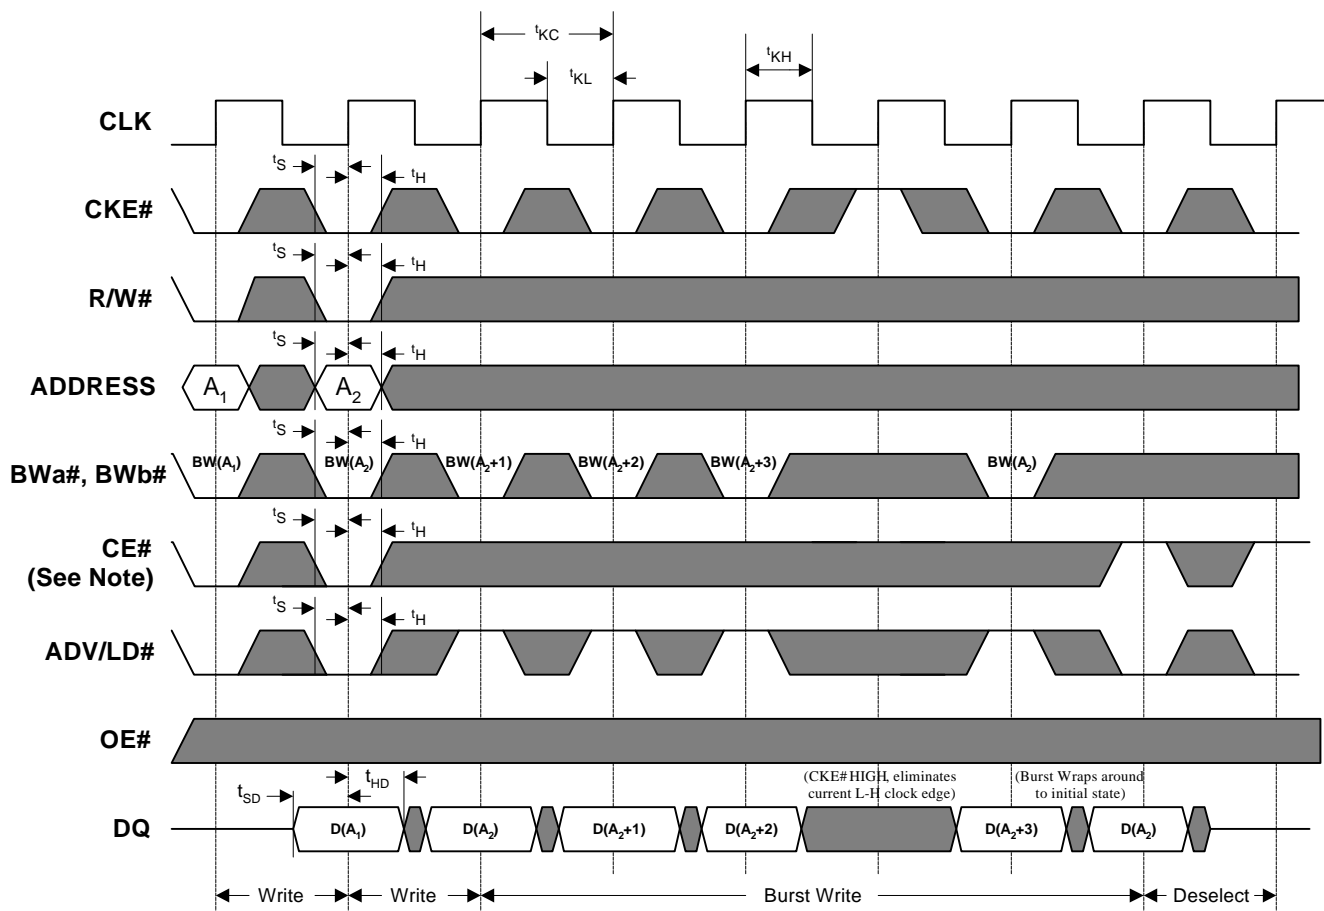 tKC
tKL
tKH
CLK
tS
tH
CKE#
tS
tH
R/W#
tS
tH
ADDRESS
A1
A2
tS
tH
BWa#, BWb#
BW(A1)
BW(A2)
BW(A2+1)
BW(A2+2)
BW(A2+3)
BW(A2)
tS
tH
CE#
(See Note)
tS
tH
ADV/LD#
OE#
tSD
tHD
(CKE# HIGH, eliminates
current L-H clock edge)
(Burst Wraps around
to initial state)
DQ
D(A1)
D(A2)
D(A2+1)
D(A2+2)
D(A2+3)
D(A2)
Write
Write
Burst Write
Deselect